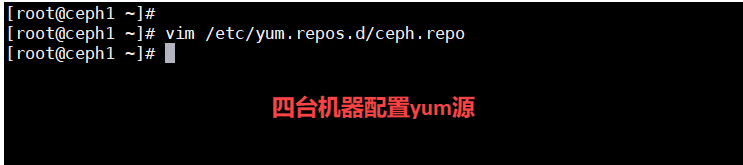 [root@ceph1 ~]#
[root@ceph1 ~]# vim /etc/yum.repos.d/ceph.repo
[root@ceph1 ~]#
四台机器配置yum源